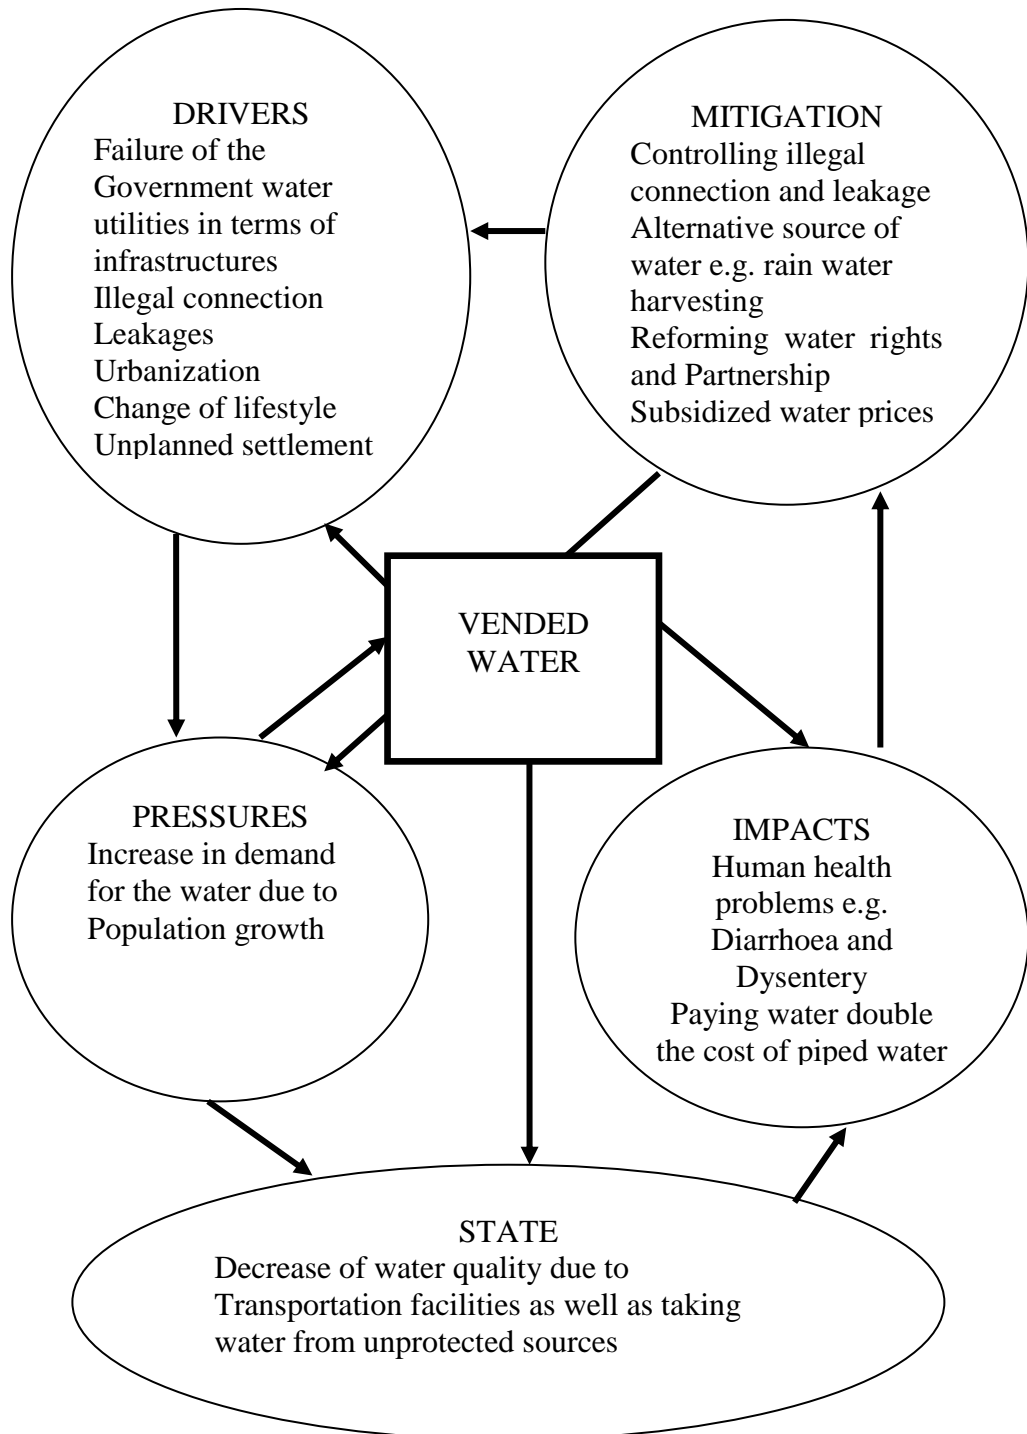 DRIVERS
Failure of the
Government water
utilities in terms of
infrastructures
Illegal connection
Leakages
Urbanization
Change of lifestyle
Unplanned settlement
MITIGATION
Controlling illegal
connection and leakage
Alternative source of
water e.g. rain water
harvesting
Reforming water rights
and Partnership
Subsidized water prices
VENDED
WATER
PRESSURES
Increase in demand
for the water due to
Population growth
IMPACTS
Human health
problems e.g.
Diarrhoea and
Dysentery
Paying water double
the cost of piped water
STATE
Decrease of water quality due to
Transportation facilities as well as taking
water from unprotected sources